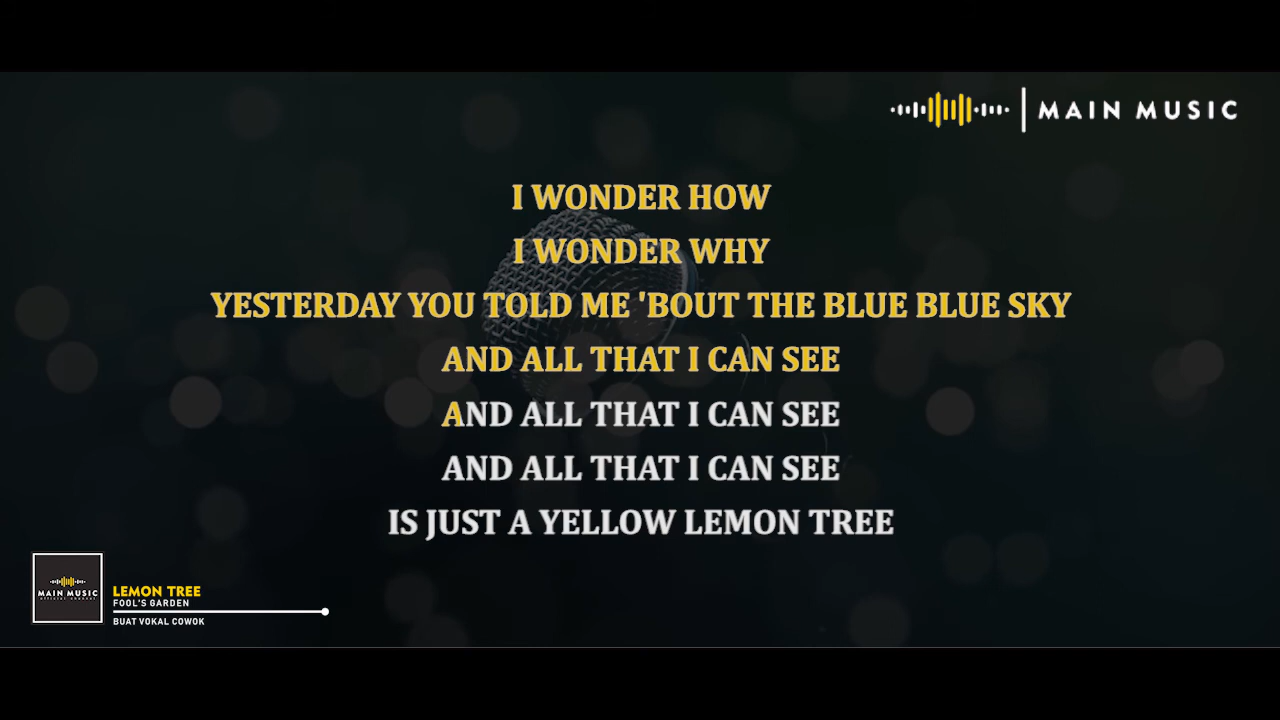 MAIN MUSIC
I WONDER HOW
I WONDER WHY
YESTERDAY YOU TOLD ME 'BOUT THE BLUE BLUE SKY
AND ALL THAT I CAN SEE
AND ALL THAT I CAN SEE
AND ALL THAT I CAN SEE
IS JUST A YELLOW LEMON TREE
MAIN MUSIC
OFFICIAL CHANNEL
LEMON TREE
FOOL'S GARDEN
BUAT VOKAL COWOK